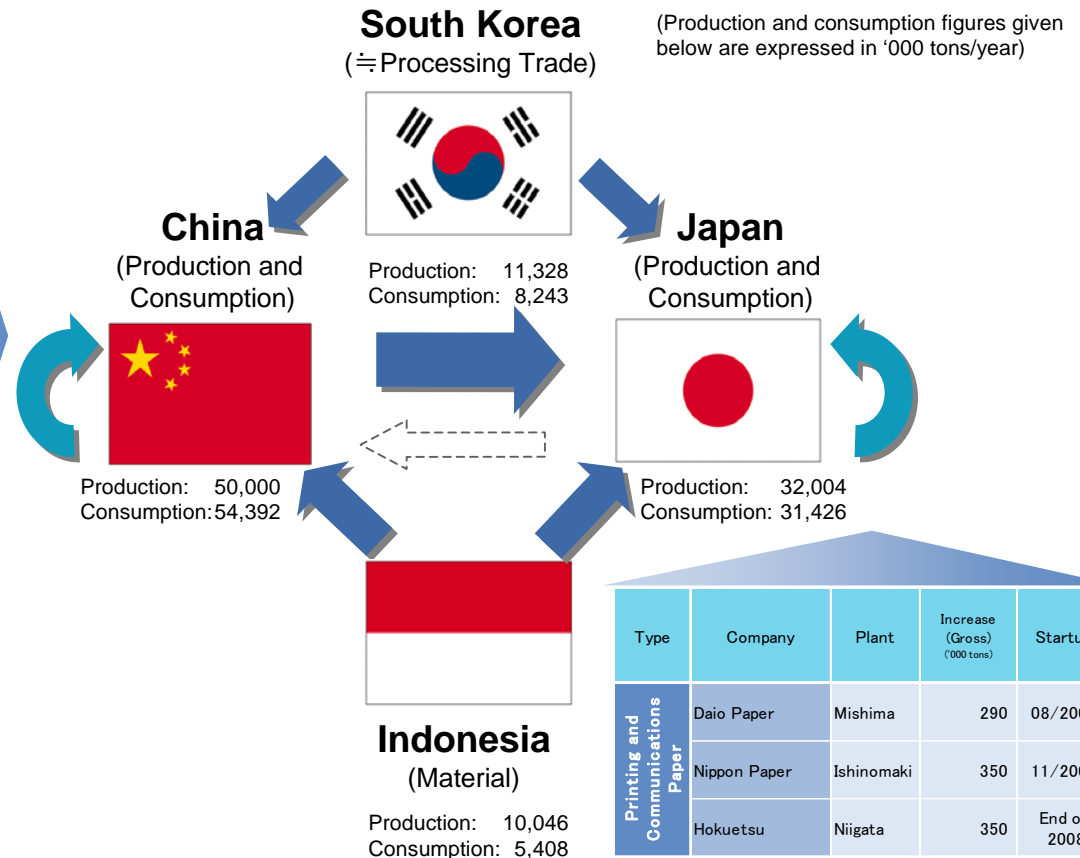 South Korea
(≒Processing Trade)
(Production and consumption figures given
below are expressed in ‘000 tons/year)
China
(Production and
Consumption)
Production: 11,328
Consumption: 8,243
Japan
(Production and
Consumption)
Production: 50,000
Consumption:54,392
Production: 32,004
Consumption: 31,426
Indonesia
(Material)
Production: 10,046
Consumption: 5,408
Type Company Plant Increase (Gross) ('000 tons)
Printing and Communications Paper
Daio Paper Mishima 290
Nippon Paper Ishinomaki 350
Hokuetsu Niigata 350 End
2008